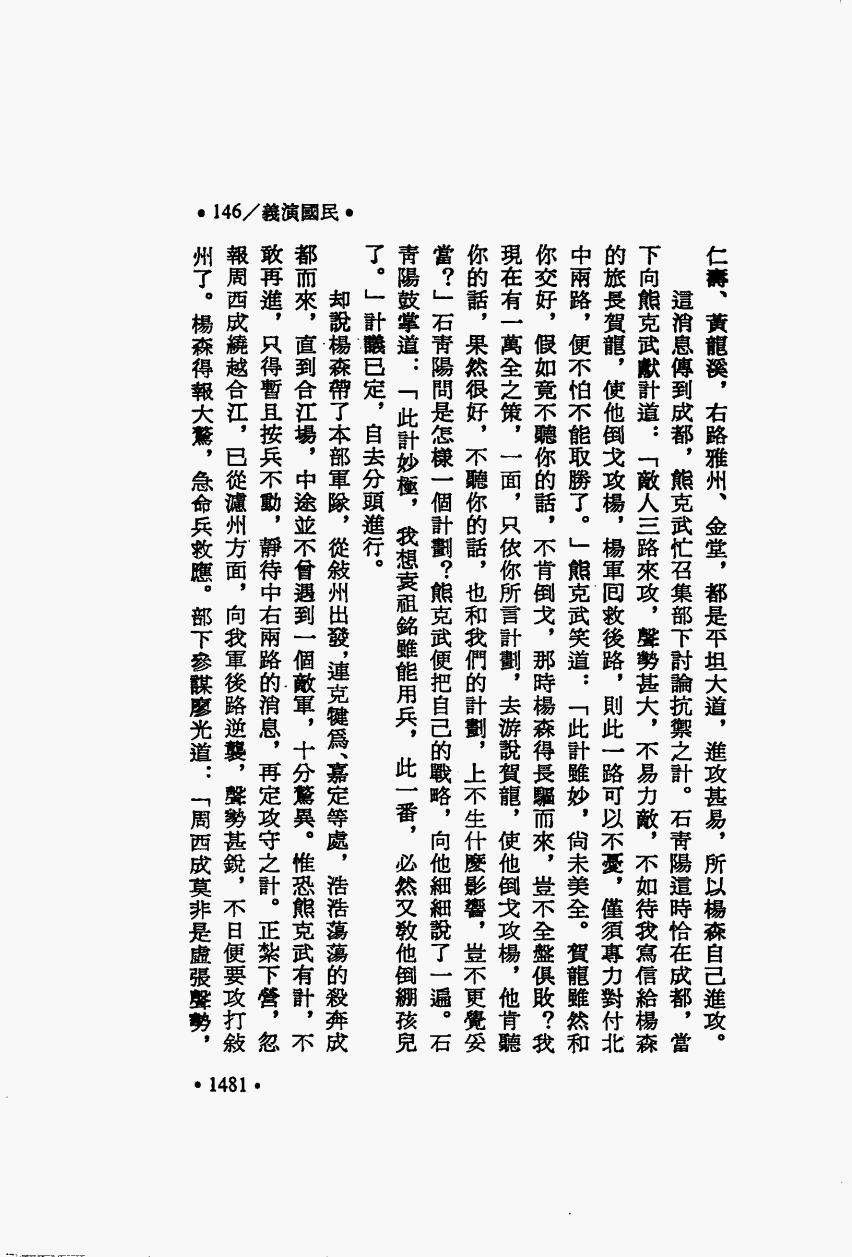 •146／義演國民•
仁壽、黃龍溪，右路雅州、金堂，都是平坦大道，進攻甚易，所以楊森自己進攻。
這消息傳到成都，熊克武忙召集部下討論抗禦之計。石靑陽這時恰在成都，當
下向熊克武獻計道：「敵人三路來攻，聲勢甚大，不易力敵，不如待我寫信給楊森
的旅長賀龍，使他倒戈攻楊，楊軍回救後路，則此一路可以不憂，僅須專力對付北
中兩路，便不怕不能取勝了。」熊克武笑道：「此計雖妙，尙未美全。賀龍雖然和
你交好，假如竟不聽你的話，不肯倒戈，那時楊森得長驅而來，豈不全盤俱敗？我
現在有一萬全之策，一面，只依你所言計劃，去游說賀龍，使他倒戈攻楊，他肯聽
你的話，果然很好，不聽你的話，也和我們的計劃，上不生什麼影響，豈不更覺妥
當？」石靑陽問是怎樣一個計劃？熊克武便把自己的戰略，向他細細說了一遍。石
靑陽鼓掌道：「此計妙極，我想袁祖銘雖能用兵，此一番，必然又敎他倒綳孩兒
了。」計議已定，自去分頭進行。
却說楊森帶了本部軍隊，從敍州出發，連克犍爲、嘉定等處，浩浩蕩蕩的殺奔成
都而來，直到合江場，中途並不曾遇到一個敵軍，十分驚異。惟恐熊克武有計，不
敢再進，只得暫且按兵不動，靜待中右兩路的消息，再定攻守之計。正紮下營，忽
報周西成繞越合江，已從瀘州方面，向我軍後路逆襲，聲勢甚銳，不日便要攻打敍
州了。楊森得報大驚，急命兵救應。部下參謀廖光道：「周西成莫非是虛張聲勢，
•1481•